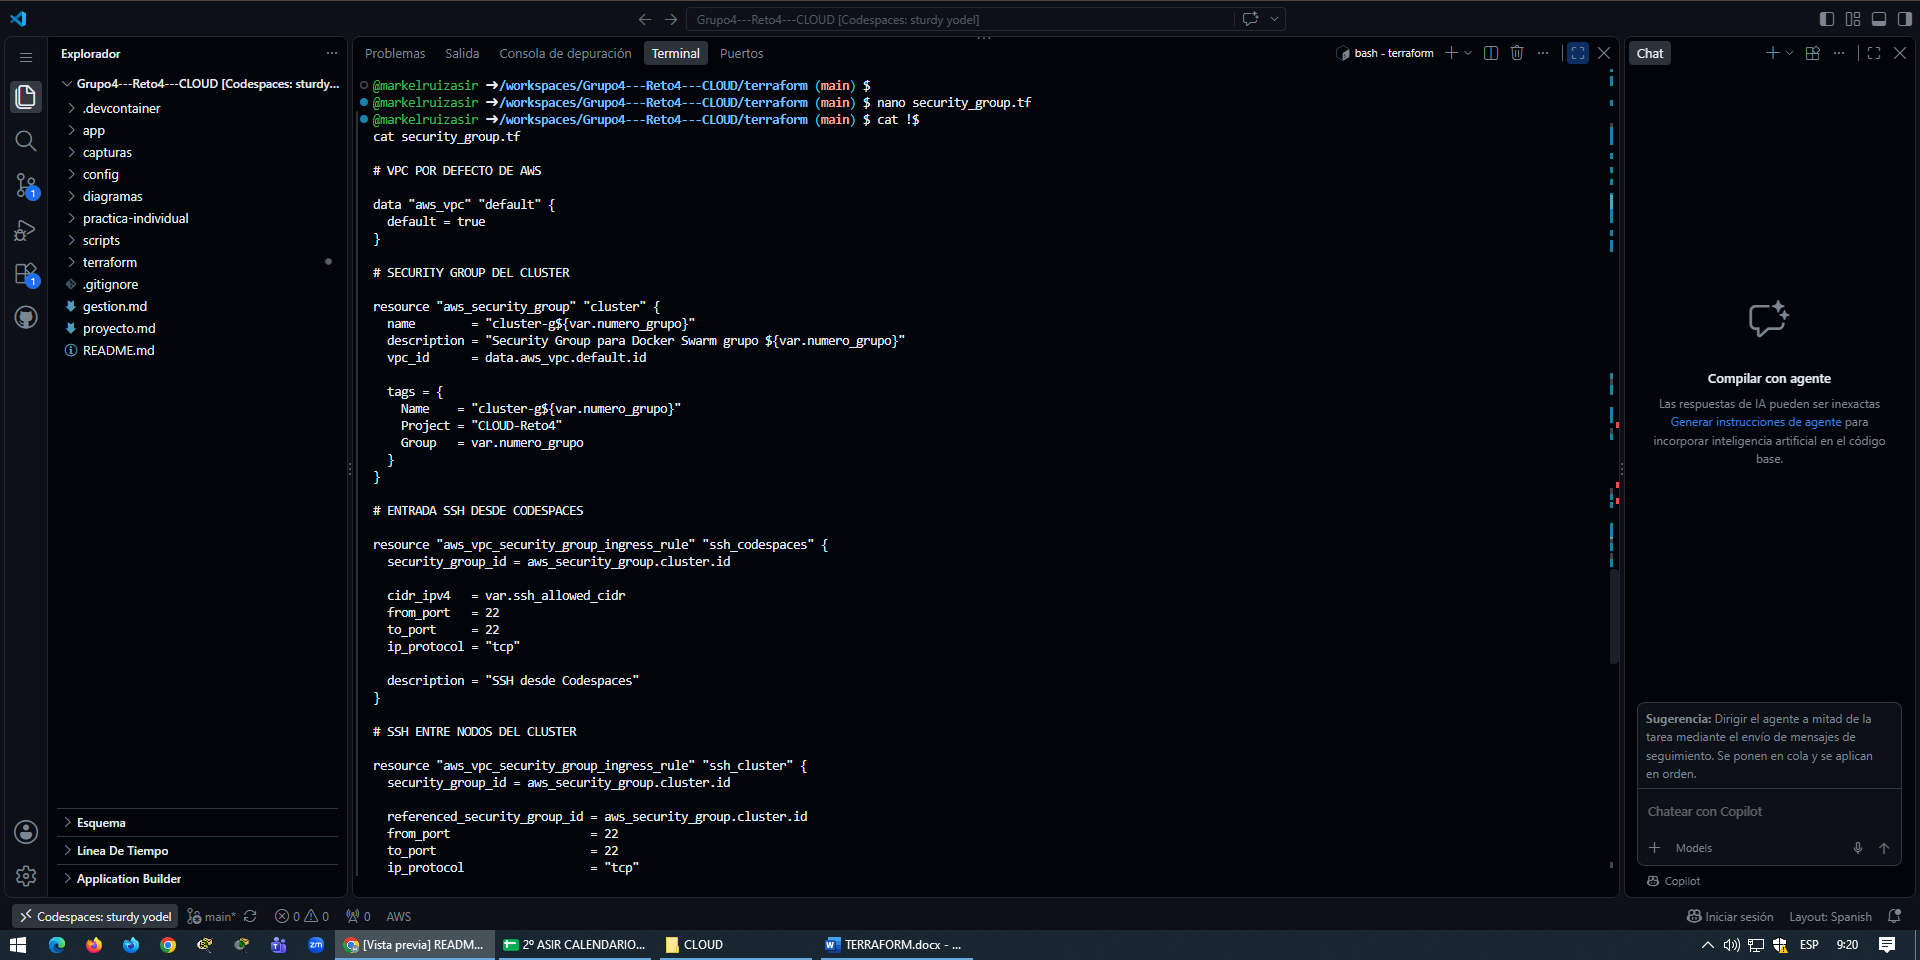 Grupo4---Reto4---CLOUD [Codespaces: sturdy yodel]
Explorador
Grupo4---Reto4---CLOUD [Codespaces: sturdy...
.devcontainer
app
capturas
config
diagramas
practica-individual
scripts
terraform
.gitignore
gestion.md
proyecto.md
README.md
1
1
Esquema
Línea De Tiempo
Application Builder
Problemas
Salida
Consola de depuración
Terminal
Puertos
bash - terraform
@markelruizasir ➜/workspaces/Grupo4---Reto4---CLOUD/terraform (main) $
@markelruizasir ➜/workspaces/Grupo4---Reto4---CLOUD/terraform (main) $ nano security_group.tf
@markelruizasir ➜/workspaces/Grupo4---Reto4---CLOUD/terraform (main) $ cat !$
cat security_group.tf
# VPC POR DEFECTO DE AWS
data "aws_vpc" "default" {
default = true
}
# SECURITY GROUP DEL CLUSTER
resource "aws_security_group" "cluster" {
name = "cluster-g${var.numero_grupo}"
description = "Security Group para Docker Swarm grupo ${var.numero_grupo}"
vpc_id = data.aws_vpc.default.id
tags = {
Name = "cluster-g${var.numero_grupo}"
Project = "CLOUD-Reto4"
Group = var.numero_grupo
}
}
# ENTRADA SSH DESDE CODESPACES
resource "aws_vpc_security_group_ingress_rule" "ssh_codespaces" {
security_group_id = aws_security_group.cluster.id
cidr_ipv4 = var.ssh_allowed_cidr
from_port = 22
to_port = 22
ip_protocol = "tcp"
description = "SSH desde Codespaces"
}
# SSH ENTRE NODOS DEL CLUSTER
resource "aws_vpc_security_group_ingress_rule" "ssh_cluster" {
security_group_id = aws_security_group.cluster.id
referenced_security_group_id = aws_security_group.cluster.id
from_port = 22
to_port = 22
ip_protocol = "tcp"
Chat
Compilar con agente
Las respuestas de IA pueden ser inexactas
Generar instrucciones de agente para
incorporar inteligencia artificial en el código
base.
Sugerencia: Dirigir el agente a mitad de la
tarea mediante el envío de mensajes de
seguimiento. Se ponen en cola y se aplican
en orden.
Chatear con Copilot
Models
Copilot
Codespaces: sturdy yodel
main*
0
0
0
AWS
Iniciar sesión
Layout: Spanish
[Vista previa] READM...
2º ASIR CALENDARIO...
CLOUD
TERRAFORM.docx - ...
ESP
9:20